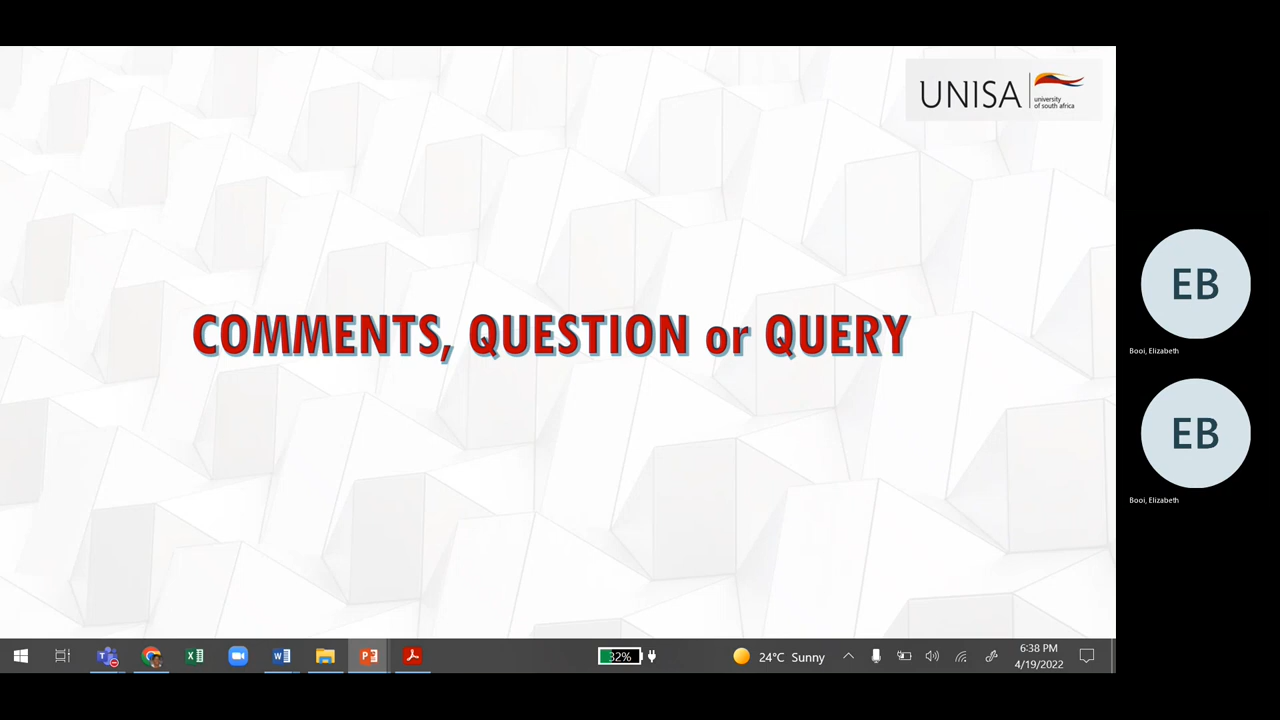 UNISA
university
of south africa
COMMENTS, QUESTION or QUERY
EB
Booi, Elizabeth
EB
Booi, Elizabeth
32%
24°C Sunny
6:38 PM
4/19/2022